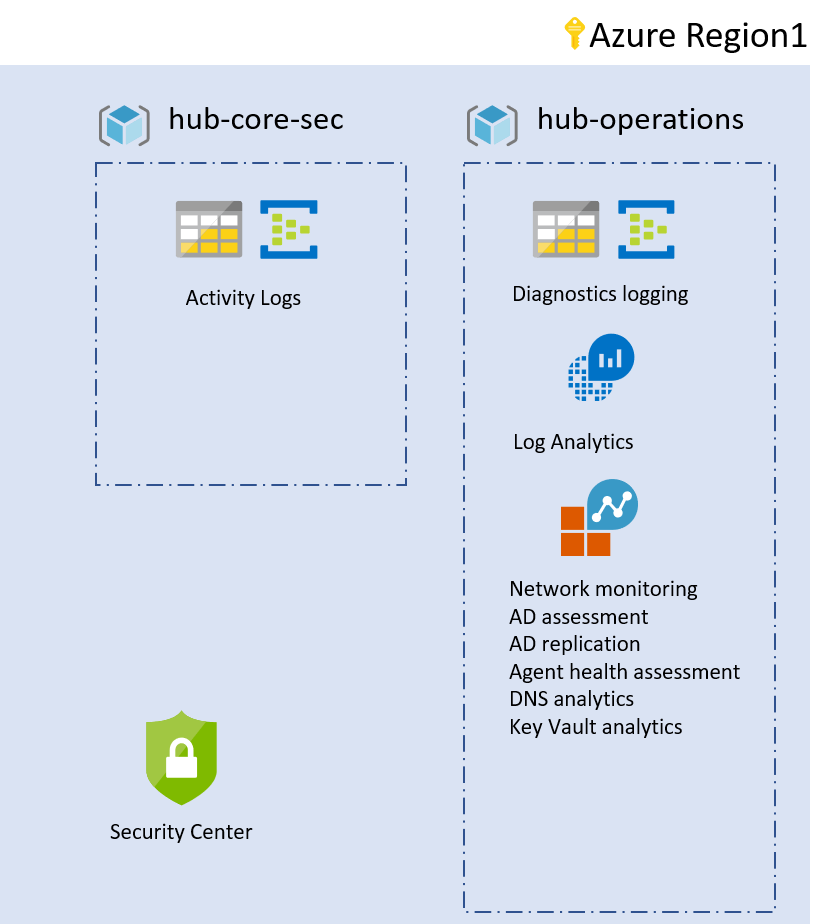 Azure Region1
hub-core-sec
hub-operations
Activity Logs
Diagnostics logging
Log Analytics
Network monitoring
AD assessment
AD replication
Agent health assessment
DNS analytics
Key Vault analytics
Security Center